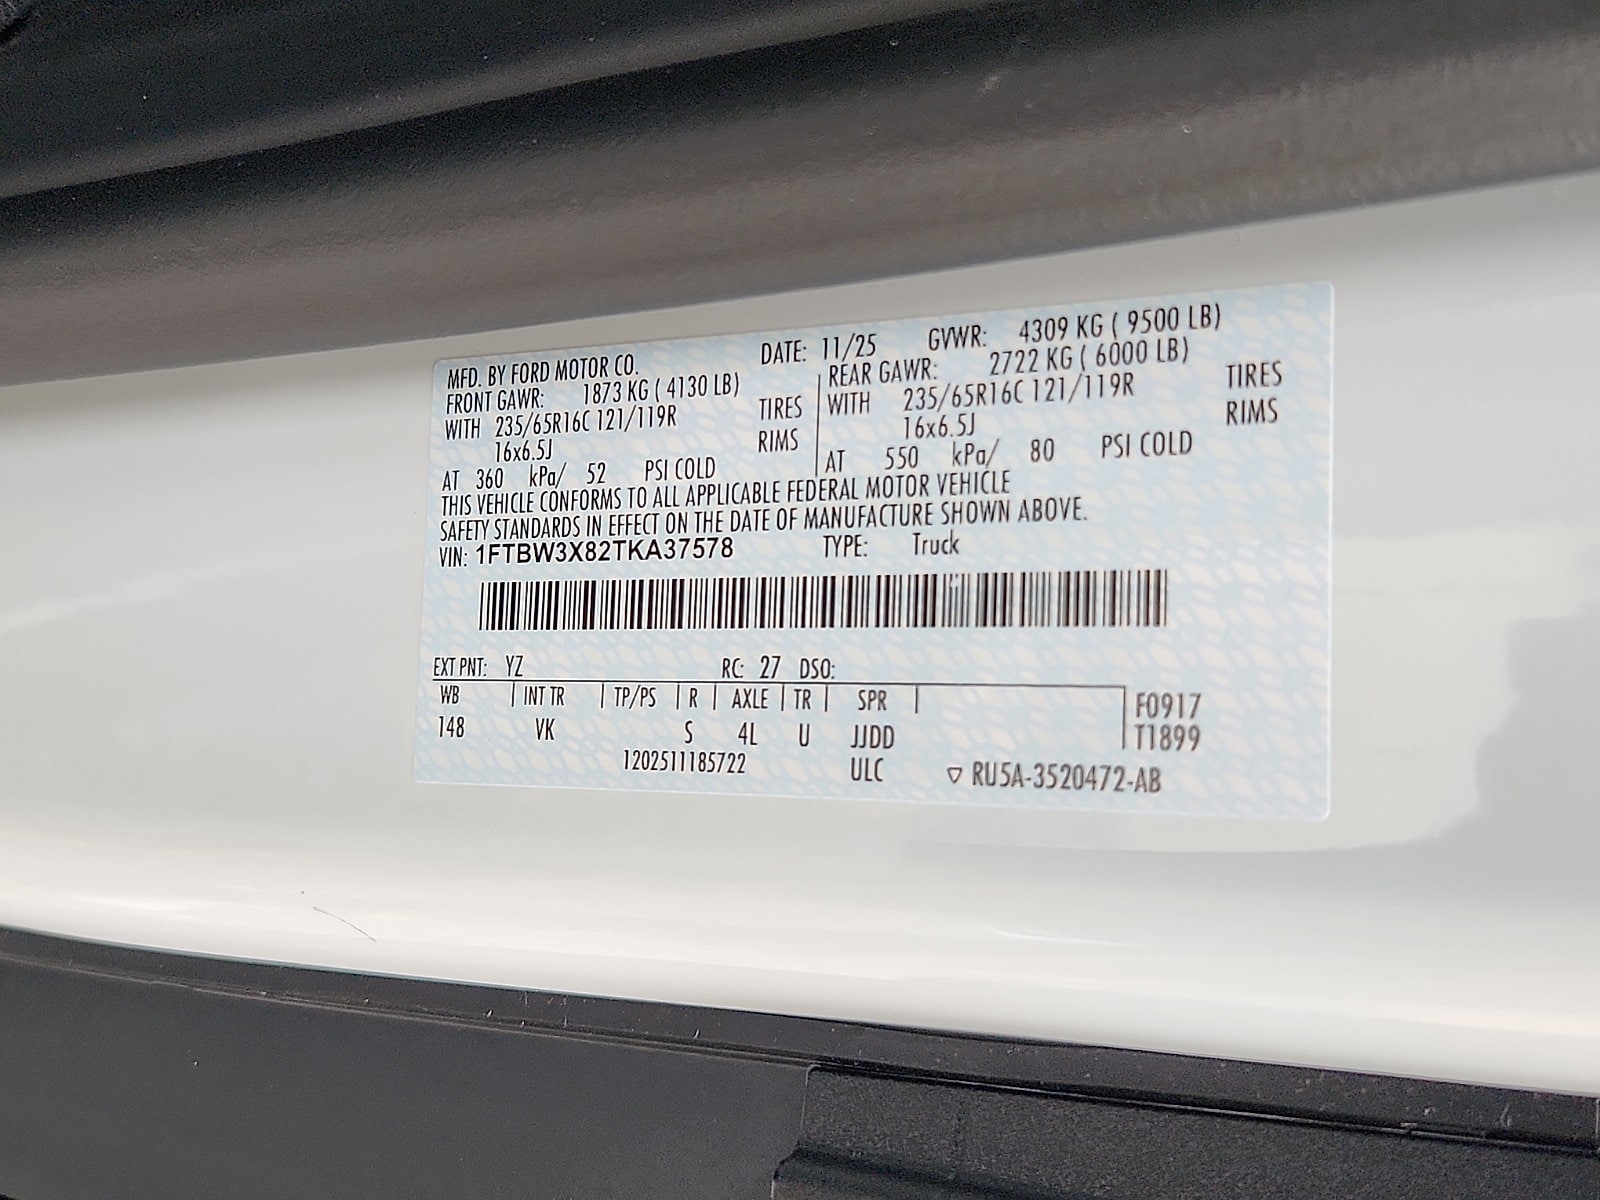 MFD. BY FORD MOTOR CO. DATE: 11/25 GVWR: 4309 KG ( 9500 LB)
FRONT GAWR: 1873 KG ( 4130 LB) REAR GAWR: 2722 KG ( 6000 LB)
WITH 235/65R16C 121/119R TIRES WITH 235/65R16C 121/119R TIRES
16x6.5J RIMS 16x6.5J RIMS
AT 360 kPa/ 52 PSI COLD AT 550 kPa/ 80 PSI COLD
THIS VEHICLE CONFORMS TO ALL APPLICABLE FEDERAL MOTOR VEHICLE
SAFETY STANDARDS IN EFFECT ON THE DATE OF MANUFACTURE SHOWN ABOVE.
VIN: 1FTBW3X82TKA37578 TYPE: Truck
EXT PNT: YZ RC: 27 DSO:
WB INT TR TP/PS R AXLE TR SPR F0917
148 VK S 4L U JJDD T1899
1202511185722 ULC ▽ RU5A-3520472-AB